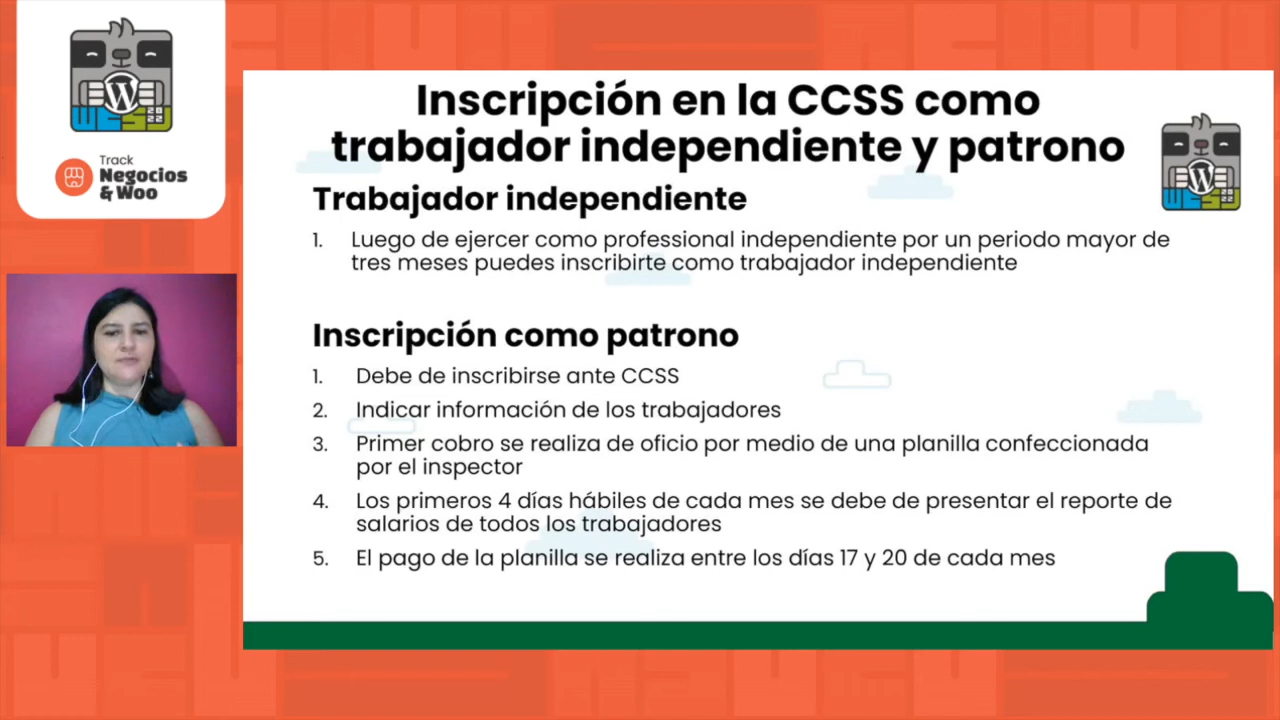 Track
Negocios
& Woo
Inscripción en la CCSS como
trabajador independiente y patrono
Trabajador independiente
1. Luego de ejercer como professional independiente por un periodo mayor de
tres meses puedes inscribirte como trabajador independiente
Inscripción como patrono
1. Debe de inscribirse ante CCSS
2. Indicar información de los trabajadores
3. Primer cobro se realiza de oficio por medio de una planilla confeccionada
por el inspector
4. Los primeros 4 días hábiles de cada mes se debe de presentar el reporte de
salarios de todos los trabajadores
5. El pago de la planilla se realiza entre los días 17 y 20 de cada mes